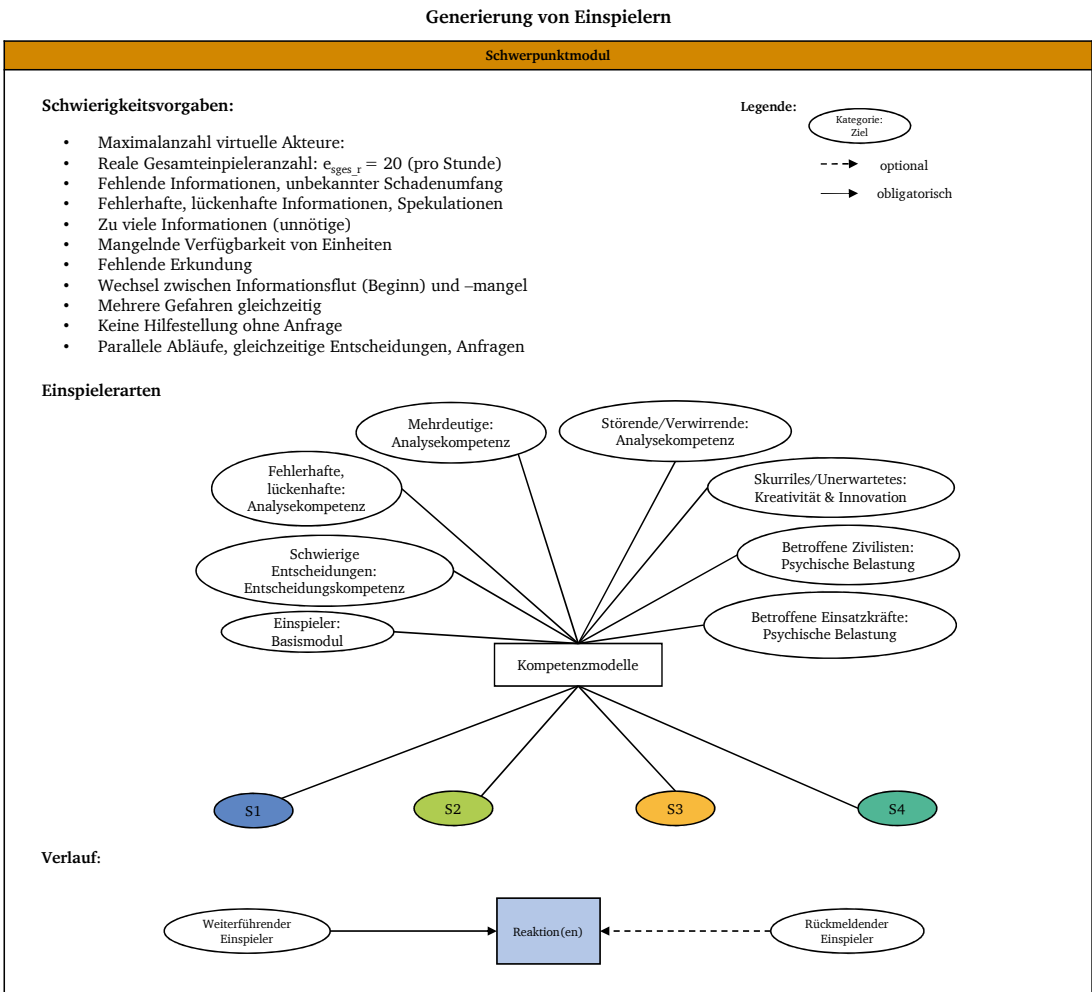 Generierung von Einspielern
Schwerpunktmodul
Schwierigkeitsvorgaben:
• Maximalanzahl virtuelle Akteure:
• Reale Gesamteinpieleranzahl: e_sges_r = 20 (pro Stunde)
• Fehlende Informationen, unbekannter Schadenumfang
• Fehlerhafte, lückenhafte Informationen, Spekulationen
• Zu viele Informationen (unnötige)
• Mangelnde Verfügbarkeit von Einheiten
• Fehlende Erkundung
• Wechsel zwischen Informationsflut (Beginn) und –mangel
• Mehrere Gefahren gleichzeitig
• Keine Hilfestellung ohne Anfrage
• Parallele Abläufe, gleichzeitige Entscheidungen, Anfragen
Legende:
Kategorie:
Ziel
optional
obligatorisch
Einspielerarten
Mehrdeutige:
Analysekompetenz
Störende/Verwirrende:
Analysekompetenz
Fehlerhafte,
lückenhafte:
Analysekompetenz
Skurriles/Unerwartetes:
Kreativität & Innovation
Schwierige
Entscheidungen:
Entscheidungskompetenz
Betroffene Zivilisten:
Psychische Belastung
Einspieler:
Basismodul
Betroffene Einsatzkräfte:
Psychische Belastung
Kompetenzmodelle
S1
S2
S3
S4
Verlauf:
Weiterführender
Einspieler
Reaktion(en)
Rückmeldender
Einspieler